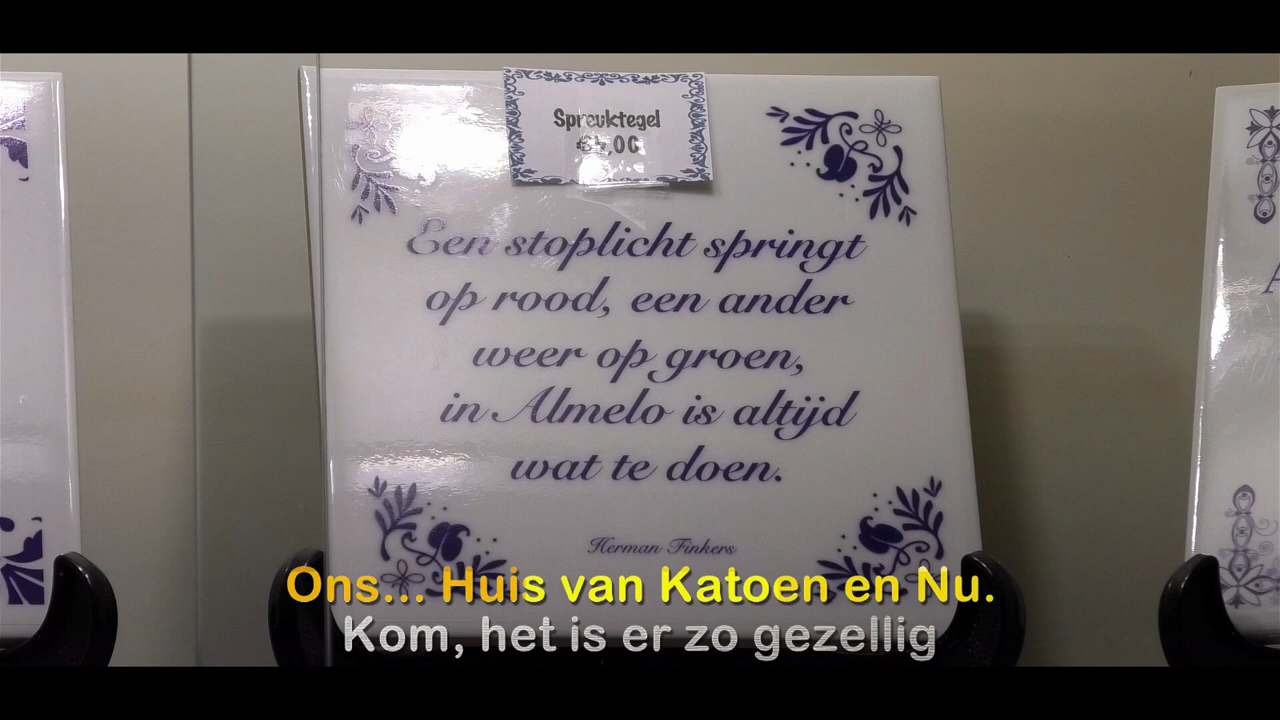 Spreuktegel
Een stoplicht springt
op rood, een ander
weer op groen,
in Almelo is altijd
wat te doen.
Herman Finkers
Ons... Huis van Katoen en Nu.
Kom, het is er zo gezellig